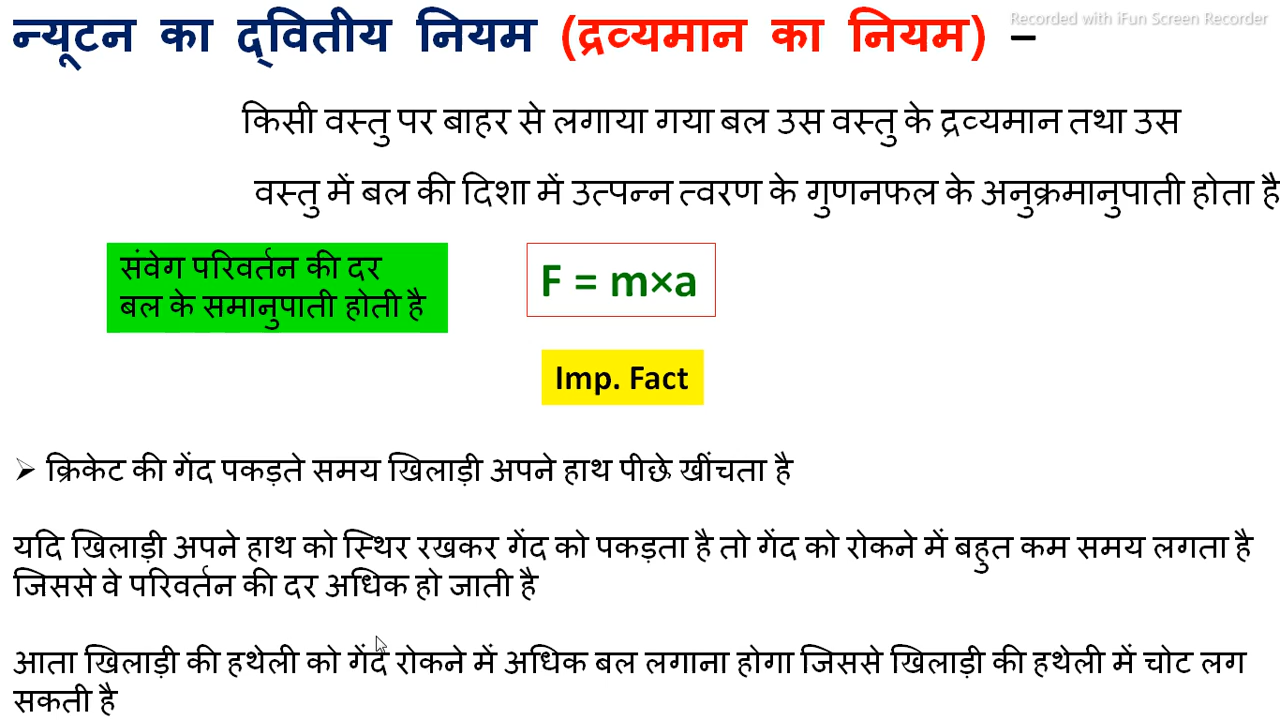 न्यूटन का द्वितीय नियम (द्रव्यमान का नियम) –
Recorded with iFun Screen Recorder
किसी वस्तु पर बाहर से लगाया गया बल उस वस्तु के द्रव्यमान तथा उस
वस्तु में बल की दिशा में उत्पन्न त्वरण के गुणनफल के अनुक्रमानुपाती होता है
संवेग परिवर्तन की दर
बल के समानुपाती होती है
F = m×a
Imp. Fact
➢ क्रिकेट की गेंद पकड़ते समय खिलाड़ी अपने हाथ पीछे खींचता है
यदि खिलाड़ी अपने हाथ को स्थिर रखकर गेंद को पकड़ता है तो गेंद को रोकने में बहुत कम समय लगता है
जिससे वे परिवर्तन की दर अधिक हो जाती है
आता खिलाड़ी की हथेली को गेंद रोकने में अधिक बल लगाना होगा जिससे खिलाड़ी की हथेली में चोट लग
सकती है